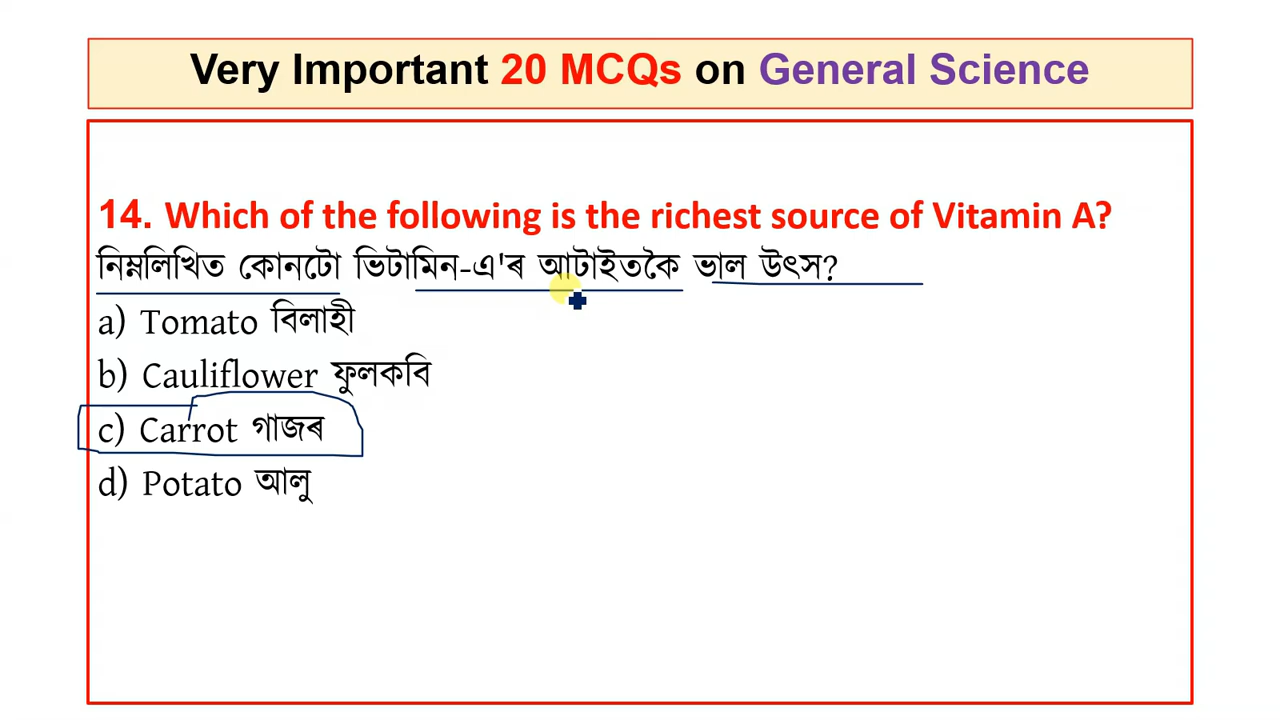 Very Important 20 MCQs on General Science
14. Which of the following is the richest source of Vitamin A?
নিম্নলিখিত কোনটো ভিটামিন-এ'ৰ আটাইতকৈ ভাল উৎস?
a) Tomato বিলাহী
b) Cauliflower ফুলকবি
c) Carrot গাজৰ
d) Potato আলু